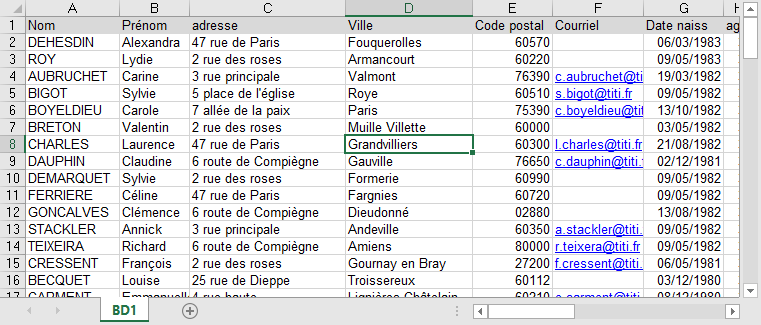 A B C D E F G H
1 Nom Prénom adresse Ville Code postal Courriel Date naiss ag
2 DEHESDIN Alexandra 47 rue de Paris Fouquerolles 60570 06/03/1983
3 ROY Lydie 2 rue des roses Armancourt 60220 09/05/1983
4 AUBRUCHET Carine 3 rue principale Valmont 76390 c.aubruchet@titi 19/03/1982
5 BIGOT Sylvie 5 place de l'église Roye 60510 s.bigot@titi.fr 09/05/1982
6 BOYELDIEU Carole 7 allée de la paix Paris 75390 c.boyeldieu@titi 13/10/1982
7 BRETON Valentin 2 rue des roses Muille Villette 60000 03/05/1982
8 CHARLES Laurence 47 rue de Paris Grandvilliers 60300 l.charles@titi.fr 21/08/1982
9 DAUPHIN Claudine 6 route de Compiègne Gauville 76650 c.dauphin@titi. 02/12/1981
10 DEMARQUET Sylvie 2 rue des roses Formerie 60990 09/05/1982
11 FERRIERE Céline 47 rue de Paris Fargnies 60720 09/05/1982
12 GONCALVES Clémence 6 route de Compiègne Dieudonné 02880 13/08/1982
13 STACKLER Annick 3 rue principale Andeville 60350 a.stackler@titi. 09/05/1982
14 TEIXEIRA Richard 6 route de Compiègne Amiens 80000 r.teixera@titi.fr 09/05/1982
15 CRESSENT François 2 rue des roses Gournay en Bray 27200 f.cressent@titi.f 06/05/1981
16 BECQUET Louise 25 rue de Dieppe Troissereux 60112 03/12/1980
17 CARMENT Emmanuelle 4 rue haute Lignières Châtelain 60210 e.carment@titi.f 08/12/1980
BD1